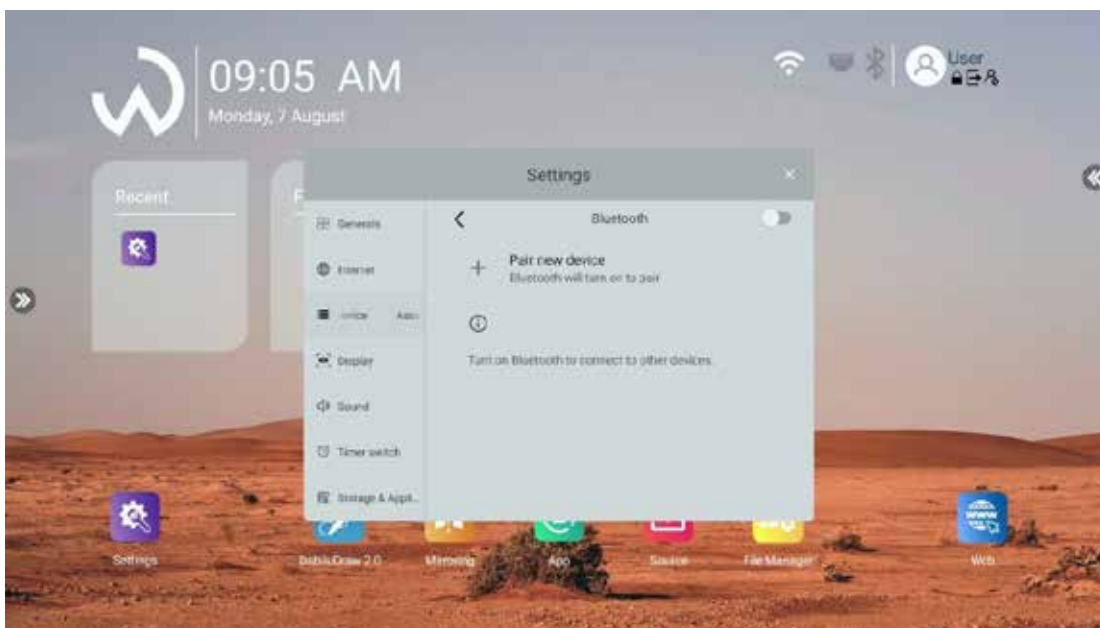 09:05 AM
Monday, 7 August
User
Recent
F
Settings
Generals
Internet
Display
Sound
Timer switch
Storage & Appli...
Bluetooth
Pair new device
Bluetooth will turn on to pair
Turn on Bluetooth to connect to other devices.
Settings
Mirroring
App
Source
File Manager
WWW
Web